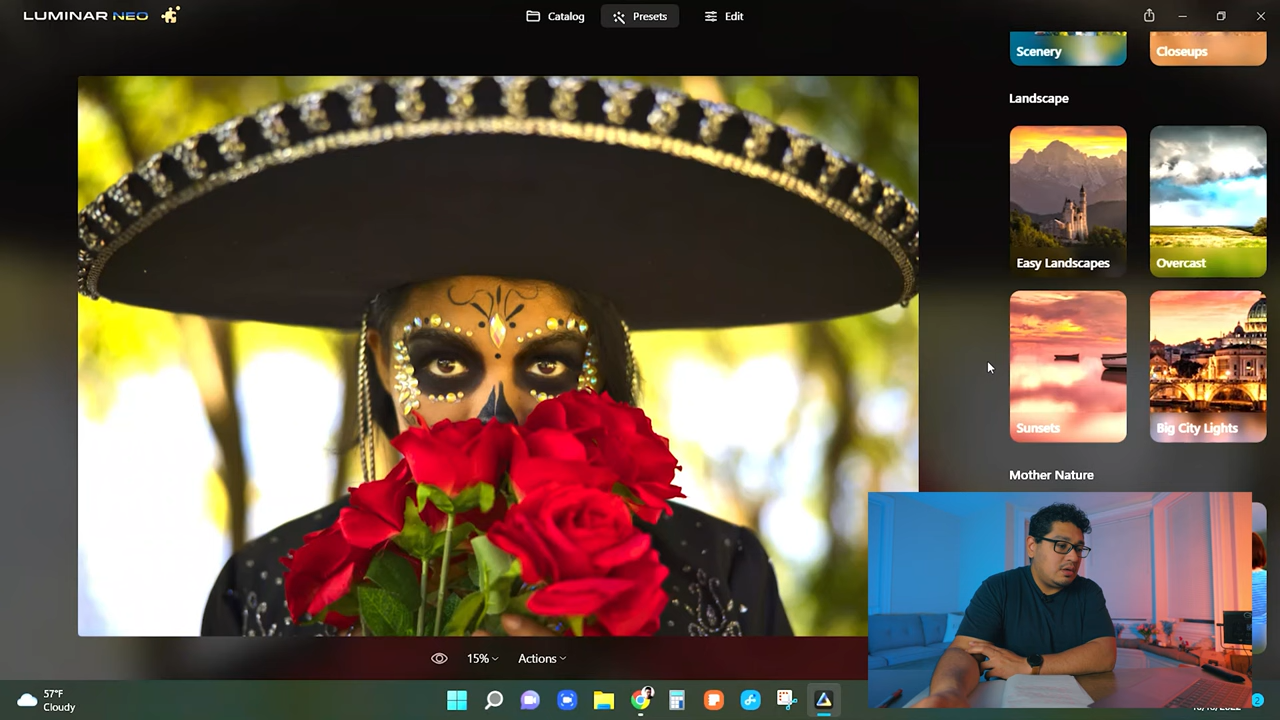 LUMINAR NEO
Catalog
Presets
Edit
Scenery
Closeups
Landscape
Easy Landscapes
Overcast
Sunsets
Big City Lights
Mother Nature
15%
Actions
57°F
Cloudy
2